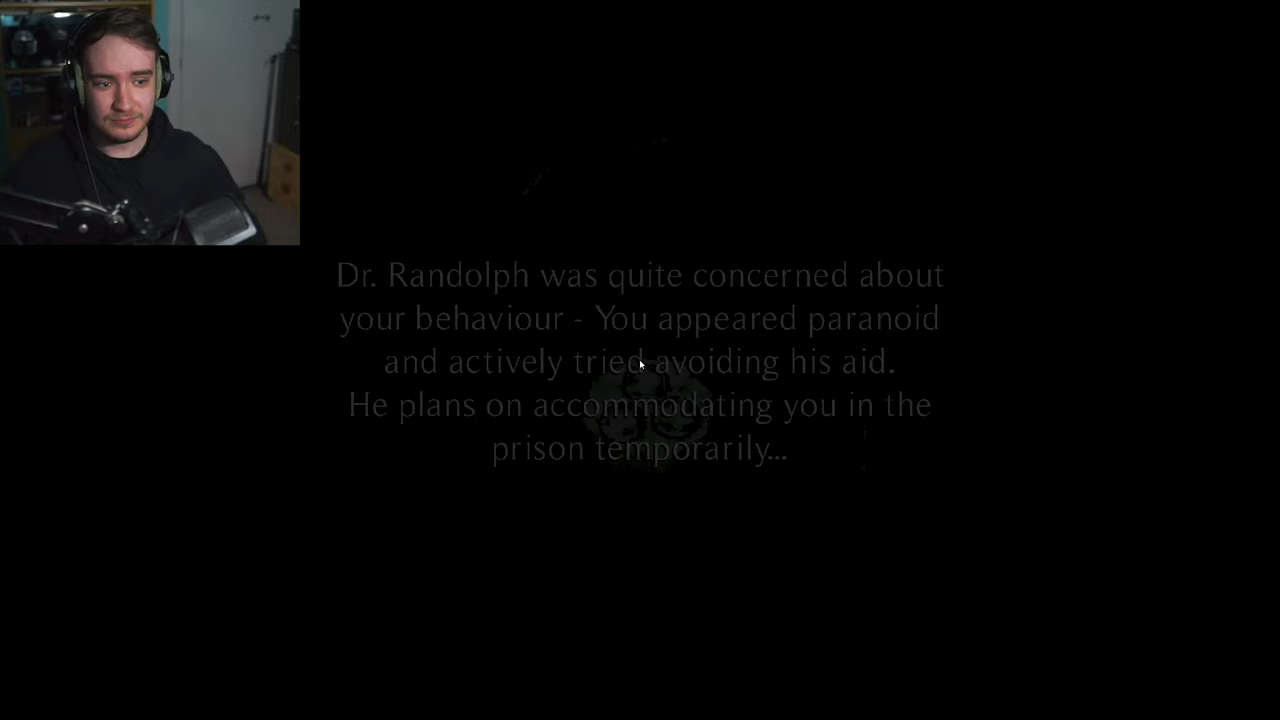 Dr. Randolph was quite concerned about
your behaviour - You appeared paranoid
and actively tried avoiding his aid.
He plans on accommodating you in the
prison temporarily...